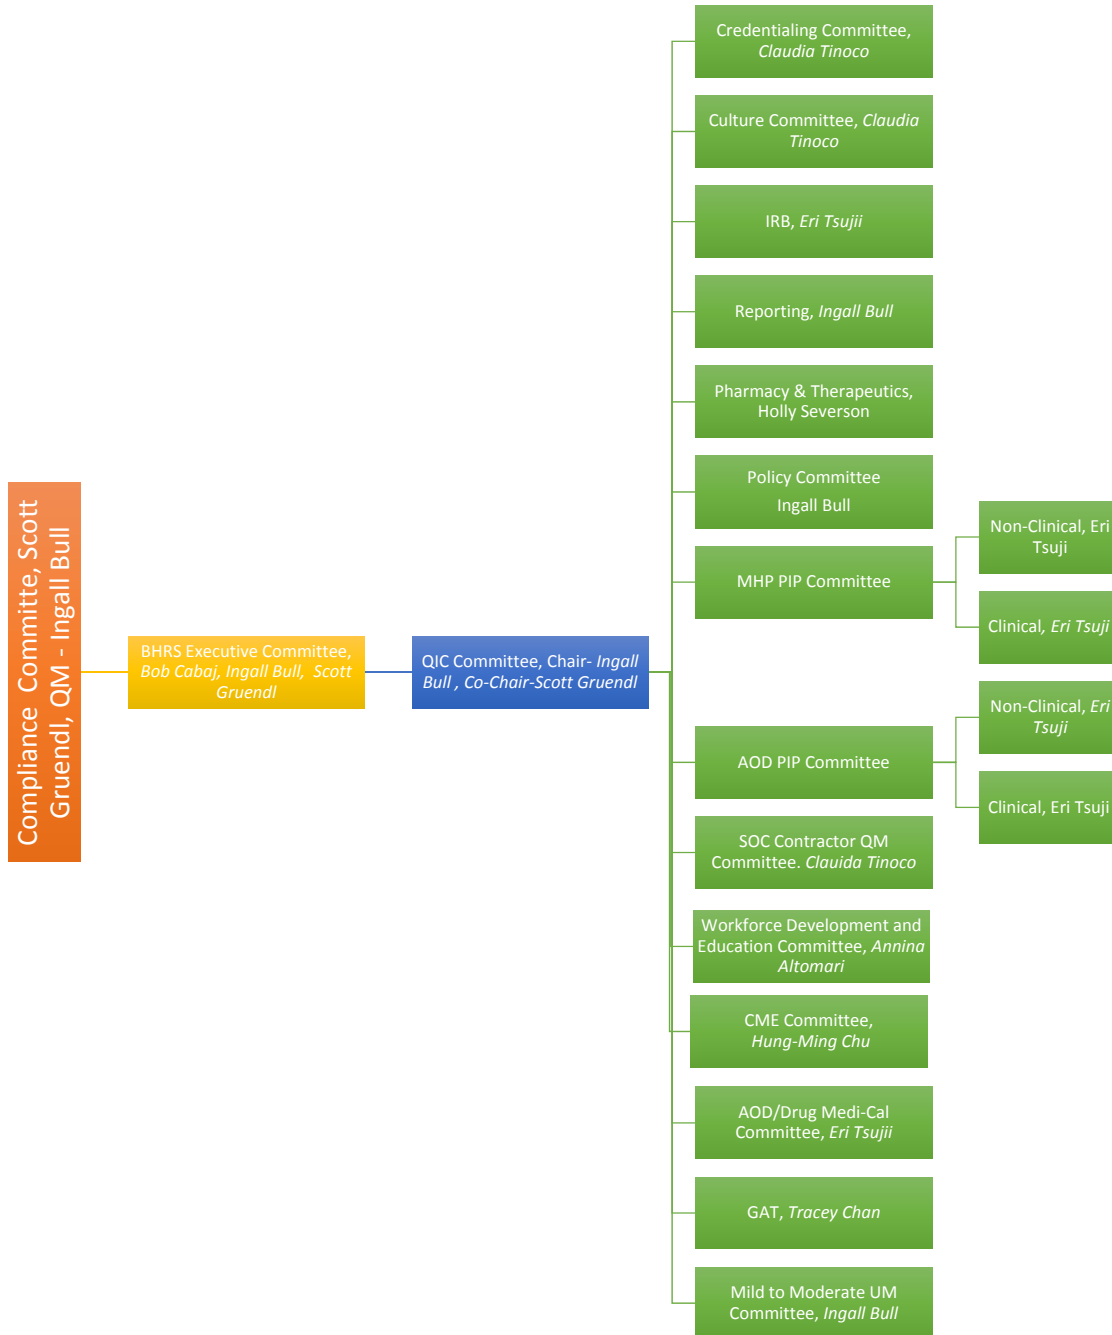 Compliance Committe, Scott
Gruendl, QM - Ingall Bull
BHRS Executive Committee,
Bob Cabaj, Ingall Bull, Scott
Gruendl
QIC Committee, Chair- Ingall
Bull , Co-Chair-Scott Gruendl
Credentialing Committee,
Claudia Tinoco
Culture Committee, Claudia
Tinoco
IRB, Eri Tsujii
Reporting, Ingall Bull
Pharmacy & Therapeutics,
Holly Severson
Policy Committee
Ingall Bull
MHP PIP Committee
Non-Clinical, Eri
Tsuji
Clinical, Eri Tsuji
AOD PIP Committee
Non-Clinical, Eri
Tsuji
Clinical, Eri Tsuji
SOC Contractor QM
Committee. Clauida Tinoco
Workforce Development and
Education Committee, Annina
Altomari
CME Committee,
Hung-Ming Chu
AOD/Drug Medi-Cal
Committee, Eri Tsujii
GAT, Tracey Chan
Mild to Moderate UM
Committee, Ingall Bull